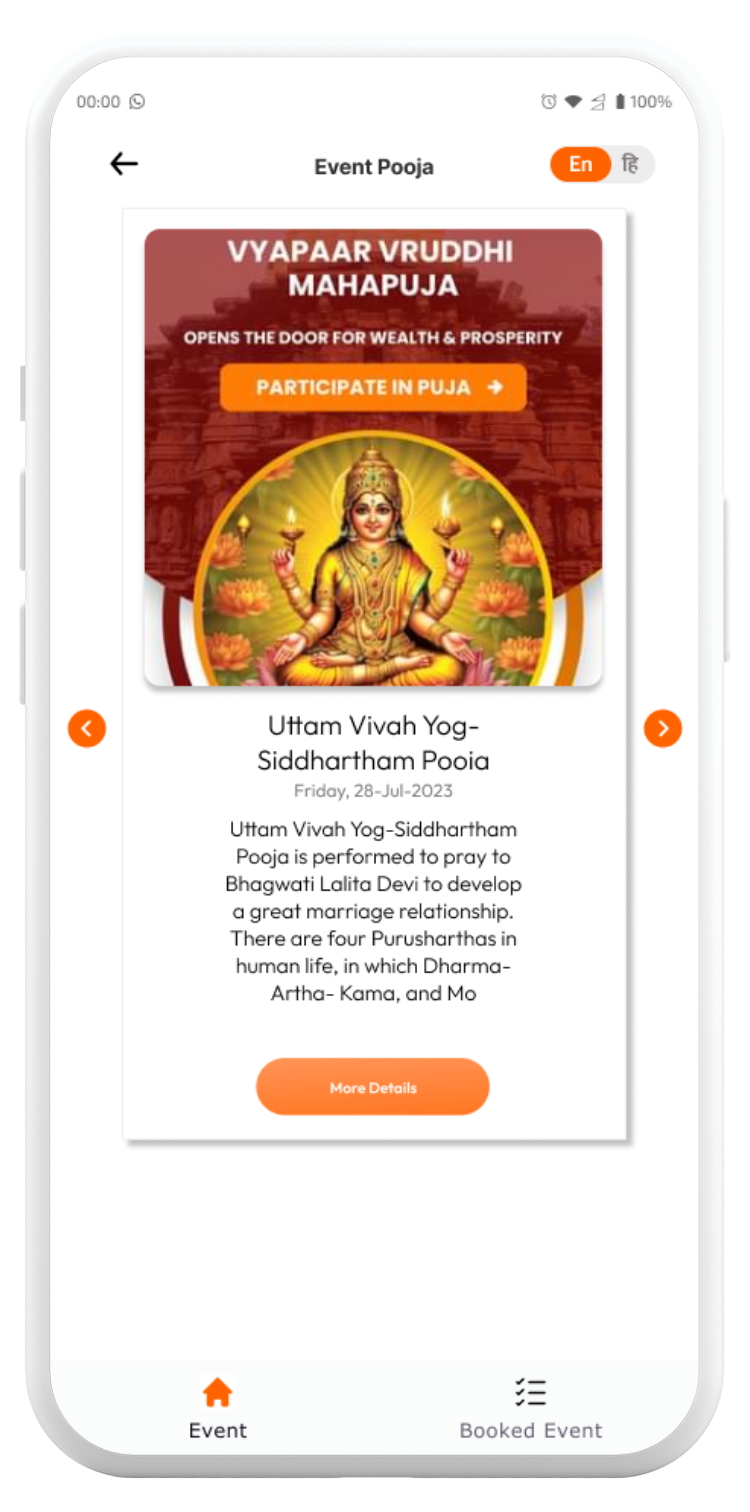 00:00
100%
Event Pooja
En हि
VYAPAAR VRUDDHI
MAHAPUJA
OPENS THE DOOR FOR WEALTH & PROSPERITY
PARTICIPATE IN PUJA
Uttam Vivah Yog-
Siddhartham Pooia
Friday, 28-Jul-2023
Uttam Vivah Yog-Siddhartham
Pooja is performed to pray to
Bhagwati Lalita Devi to develop
a great marriage relationship.
There are four Purusharthas in
human life, in which Dharma-
Artha- Kama, and Mo
More Details
Event
Booked Event